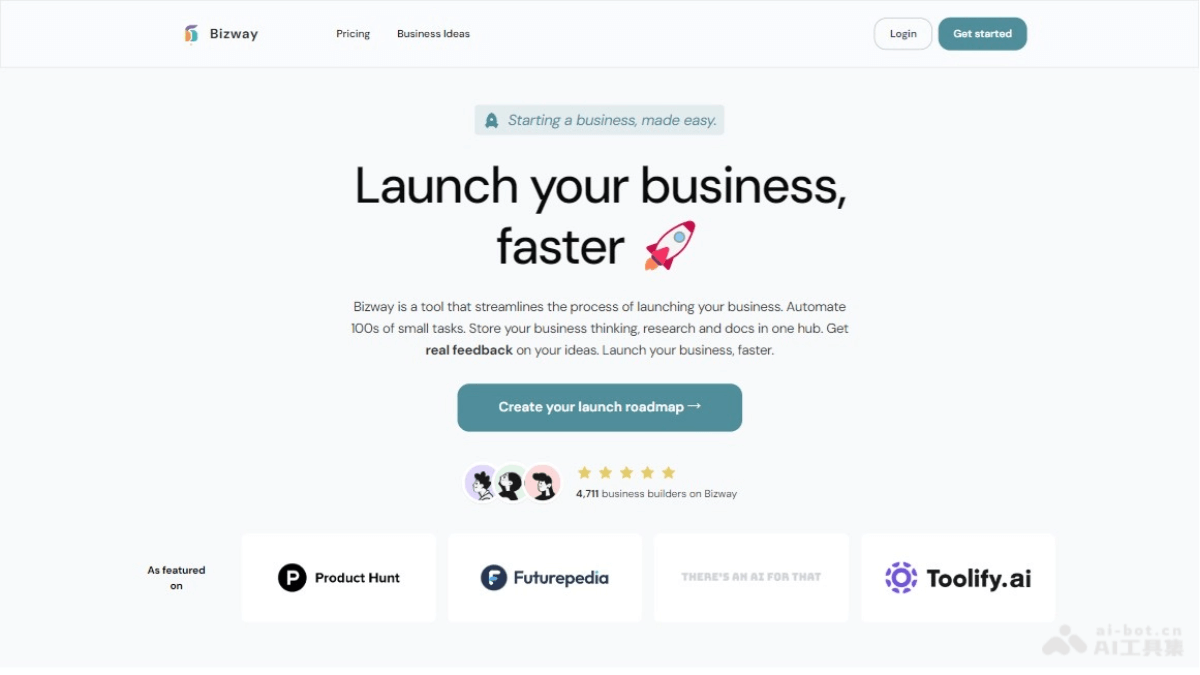 Bizway
Pricing
Business Ideas
Login
Get started
Starting a business, made easy.
Launch your business,
faster
Bizway is a tool that streamlines the process of launching your business. Automate
100s of small tasks. Store your business thinking, research and docs in one hub. Get
real feedback on your ideas. Launch your business, faster.
Create your launch roadmap →
4,711 business builders on Bizway
As featured
on
P Product Hunt
F Futurepedia
THERE'S AN AI FOR THAT
Toolify.ai
ai-bot.cn
AI工具集